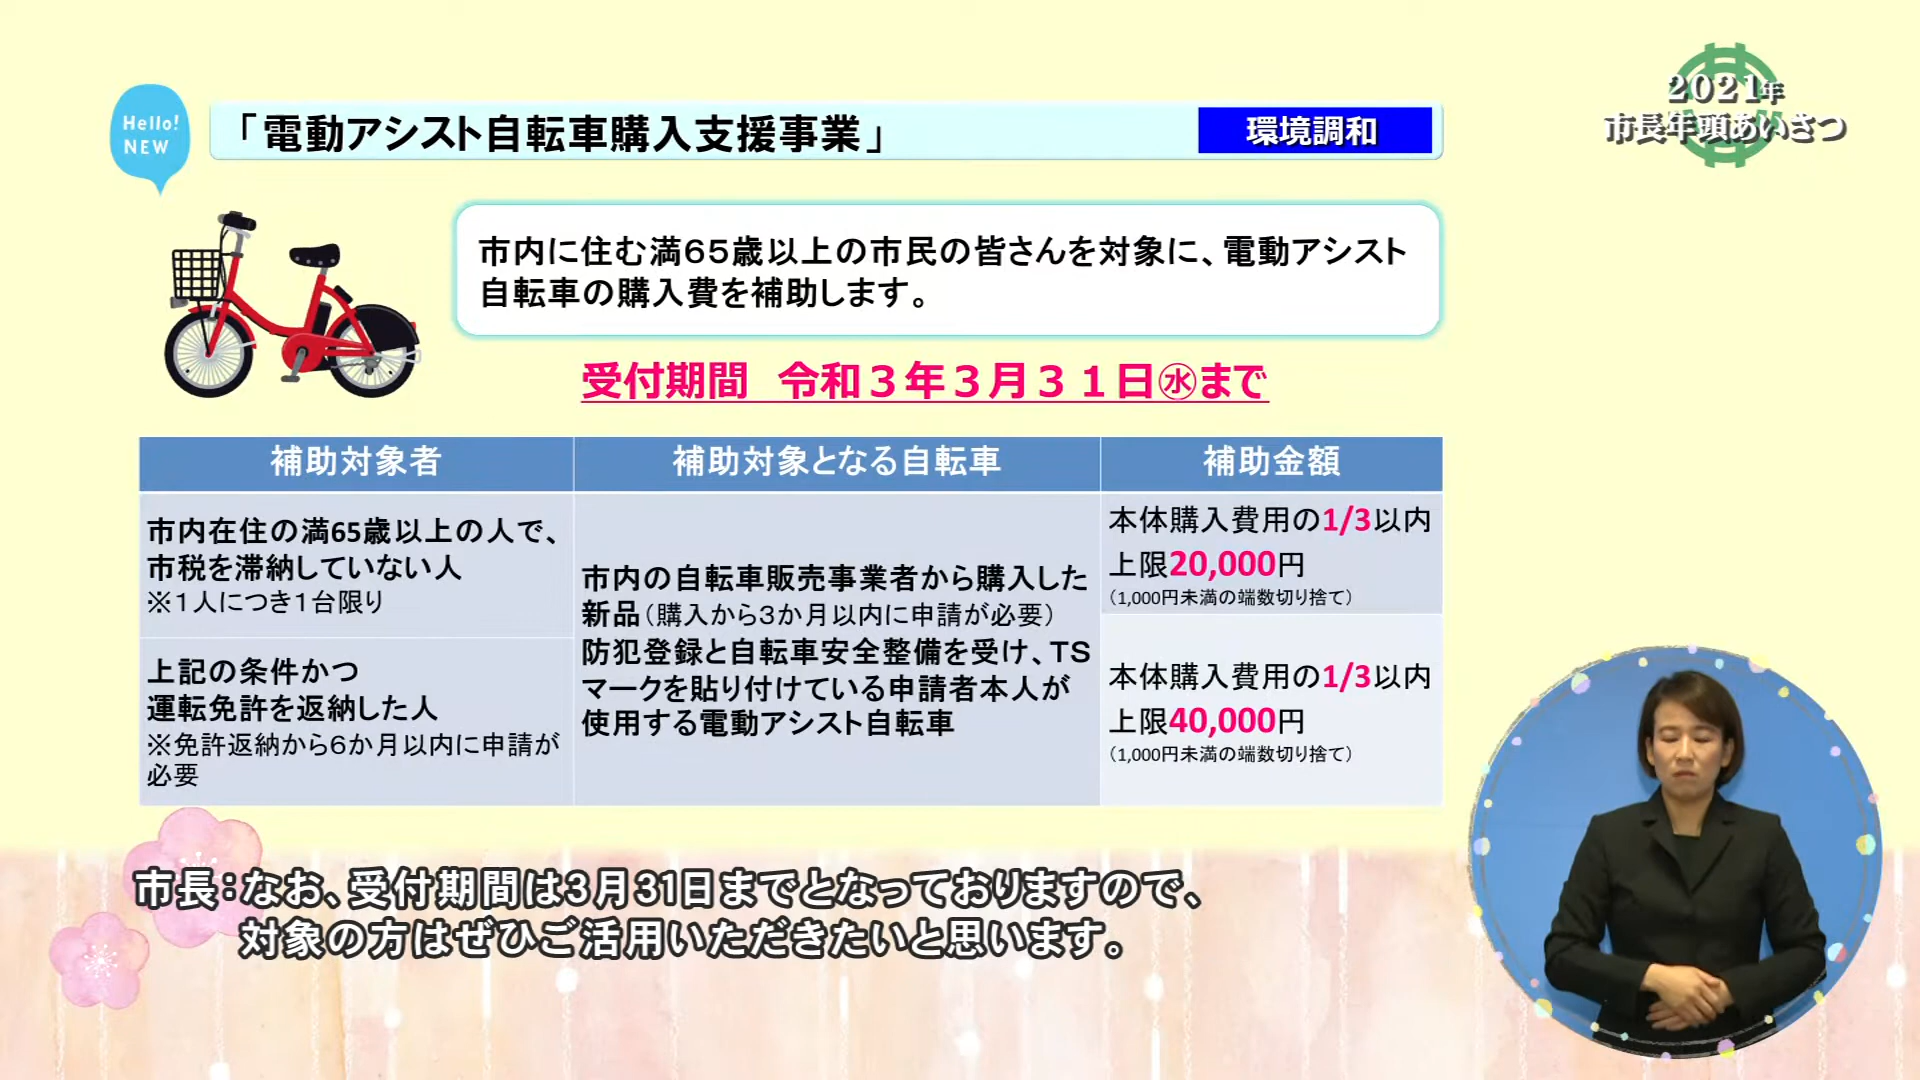 Hello!
NEW
「電動アシスト自転車購入支援事業」
環境調和
2021年
市長年頭あいさつ
市内に住む満６５歳以上の市民の皆さんを対象に、電動アシスト
自転車の購入費を補助します。
受付期間　令和３年３月３１日㊌まで
補助対象者
補助対象となる自転車
補助金額
市内在住の満65歳以上の人で、
市税を滞納していない人
※１人につき１台限り
上記の条件かつ
運転免許を返納した人
※免許返納から６か月以内に申請が
必要
市内の自転車販売事業者から購入した
新品（購入から３か月以内に申請が必要）
防犯登録と自転車安全整備を受け、ＴＳ
マークを貼り付けている申請者本人が
使用する電動アシスト自転車
本体購入費用の1/3以内
上限20,000円
（1,000円未満の端数切り捨て）
本体購入費用の1/3以内
上限40,000円
（1,000円未満の端数切り捨て）
市長：なお、受付期間は3月31日までとなっておりますので、
対象の方はぜひご活用いただきたいと思います。